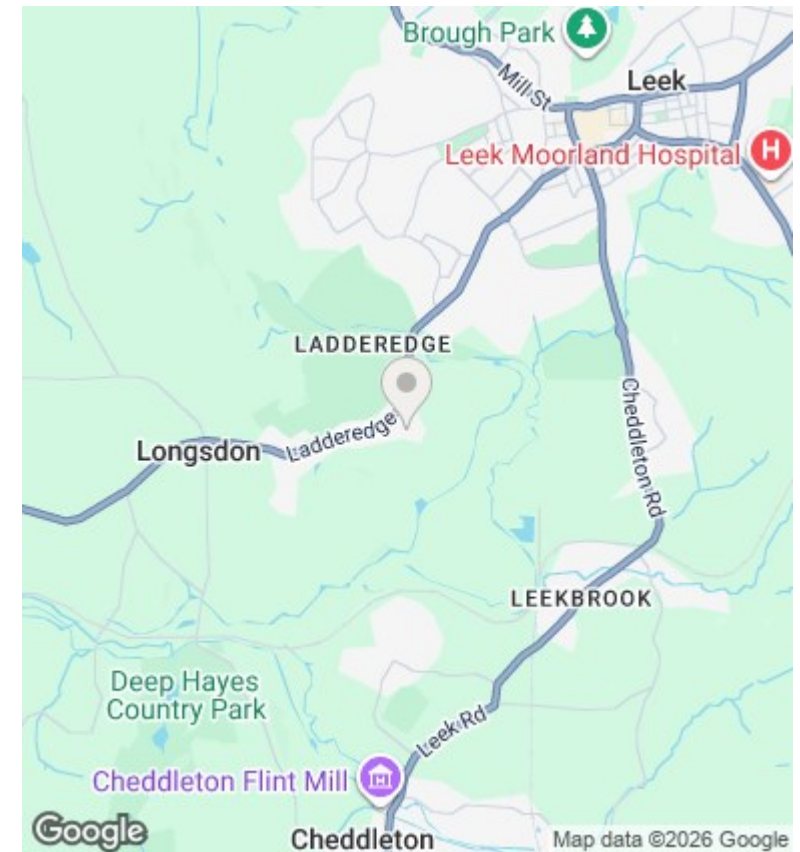 Brough Park
Mill St
Leek
Leek Moorland Hospital
H
LADDEREDGE
Cheddleton Rd
Ladderedge
Longsdon
LEEKBROOK
Deep Hayes
Country Park
Leek Rd
Cheddleton Flint Mill
Cheddleton
Google
Map data ©2026 Google